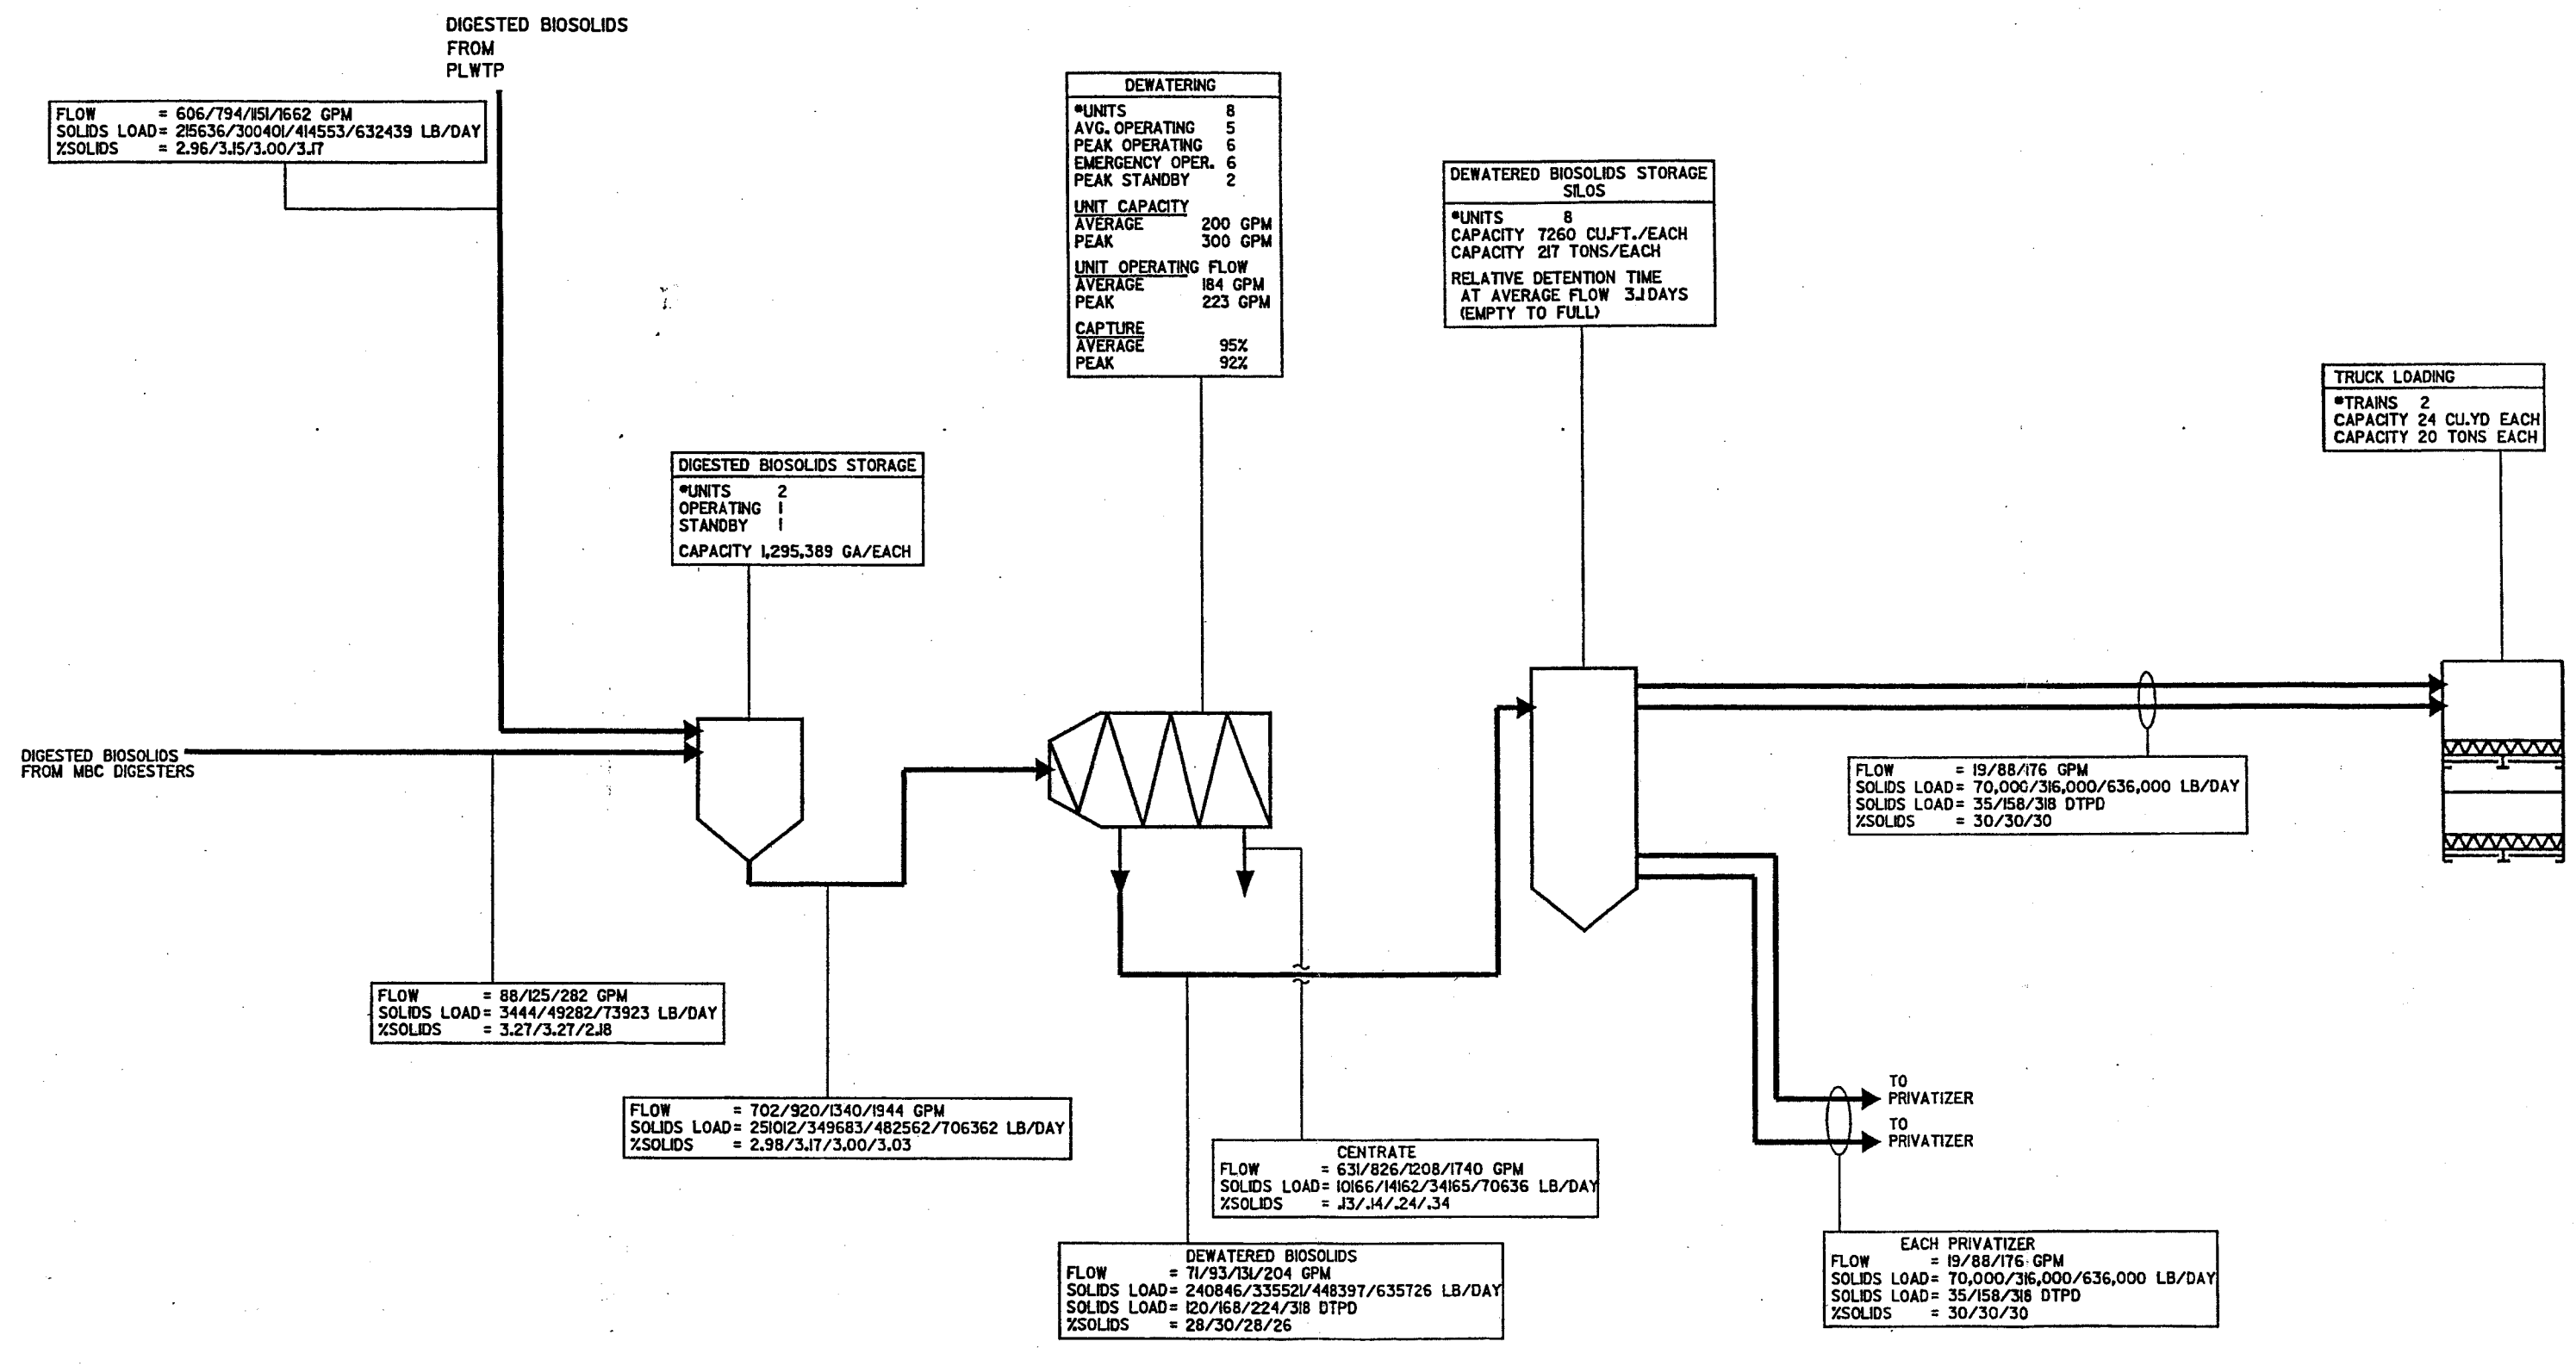 DIGESTED BIOSOLIDS
FROM
PLWTP
FLOW = 606/794/1151/1662 GPM
SOLIDS LOAD= 215636/300401/414553/632439 LB/DAY
%SOLIDS = 2.96/3.15/3.00/3.17
DEWATERING
*UNITS 8
AVG. OPERATING 5
PEAK OPERATING 6
EMERGENCY OPER. 6
PEAK STANDBY 2
UNIT CAPACITY
AVERAGE 200 GPM
PEAK 300 GPM
UNIT OPERATING FLOW
AVERAGE 184 GPM
PEAK 223 GPM
CAPTURE
AVERAGE 95%
PEAK 92%
DEWATERED BIOSOLIDS STORAGE
SILOS
*UNITS 8
CAPACITY 7260 CU.FT./EACH
CAPACITY 217 TONS/EACH
RELATIVE DETENTION TIME
AT AVERAGE FLOW 3.1 DAYS
(EMPTY TO FULL)
TRUCK LOADING
*TRAINS 2
CAPACITY 24 CU.YD EACH
CAPACITY 20 TONS EACH
DIGESTED BIOSOLIDS STORAGE
*UNITS 2
OPERATING 1
STANDBY 1
CAPACITY 1,295,389 GA/EACH
DIGESTED BIOSOLIDS
FROM MBC DIGESTERS
FLOW = 19/88/176 GPM
SOLIDS LOAD= 70,000/316,000/636,000 LB/DAY
SOLIDS LOAD= 35/158/318 DTPD
%SOLIDS = 30/30/30
FLOW = 88/125/282 GPM
SOLIDS LOAD= 3444/49282/73923 LB/DAY
%SOLIDS = 3.27/3.27/2.18
TO
PRIVATIZER
TO
PRIVATIZER
FLOW = 702/920/1340/1944 GPM
SOLIDS LOAD= 251012/349683/482562/706362 LB/DAY
%SOLIDS = 2.98/3.17/3.00/3.03
CENTRATE
FLOW = 631/826/1208/1740 GPM
SOLIDS LOAD= 10166/14162/34165/70636 LB/DAY
%SOLIDS = .13/.14/.24/.34
DEWATERED BIOSOLIDS
FLOW = 71/93/131/204 GPM
SOLIDS LOAD= 240846/335521/448397/635726 LB/DAY
SOLIDS LOAD= 120/168/224/318 DTPD
%SOLIDS = 28/30/28/26
EACH PRIVATIZER
FLOW = 19/88/176 GPM
SOLIDS LOAD= 70,000/316,000/636,000 LB/DAY
SOLIDS LOAD= 35/158/318 DTPD
%SOLIDS = 30/30/30